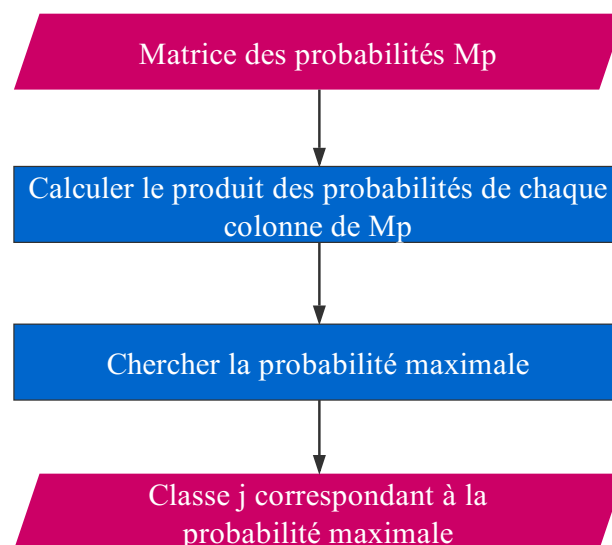 Matrice des probabilités Mp
Calculer le produit des probabilités de chaque
colonne de Mp
Chercher la probabilité maximale
Classe j correspondant à la
probabilité maximale